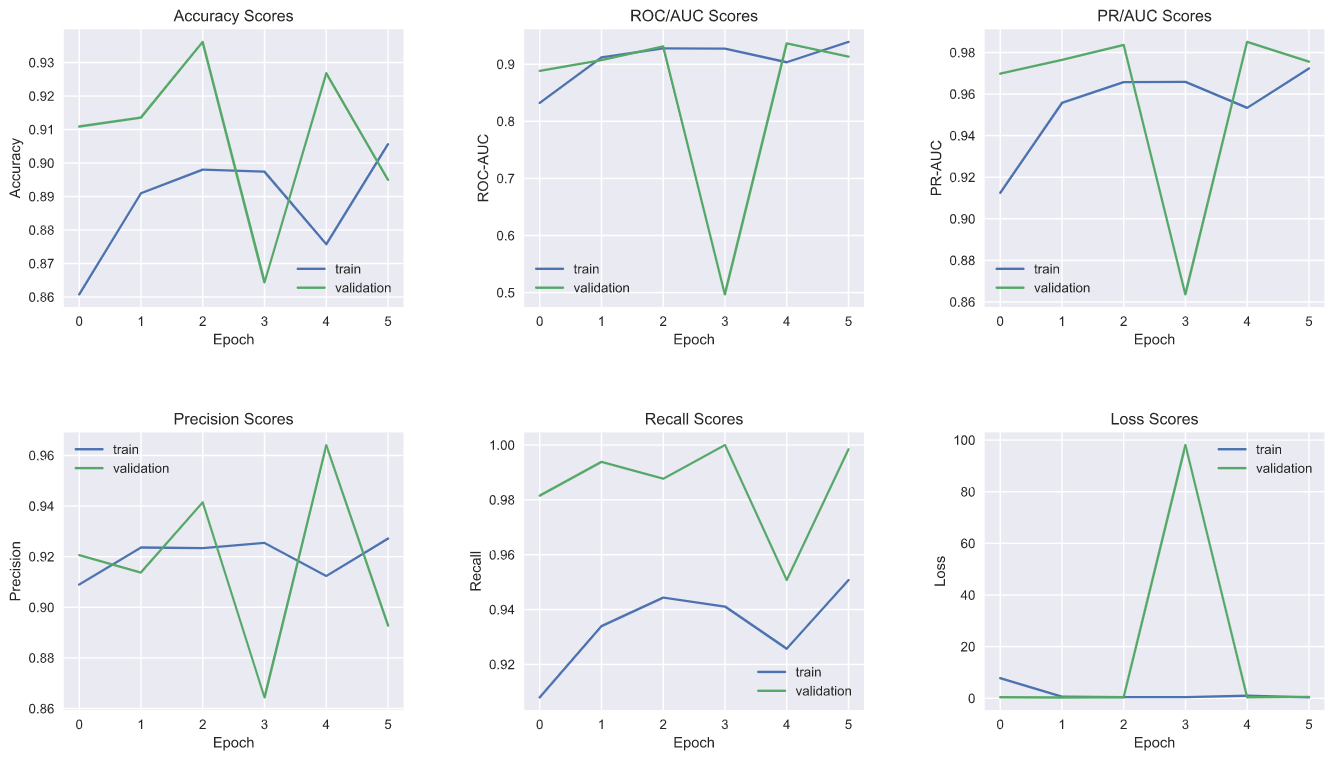 Accuracy Scores
0.93
0.92
0.91
0.90
0.89
0.88
0.87
0.86
Accuracy
train
validation
0 1 2 3 4 5
Epoch
ROC/AUC Scores
0.9
0.8
0.7
0.6
0.5
ROC-AUC
train
validation
0 1 2 3 4 5
Epoch
PR/AUC Scores
0.98
0.96
0.94
0.92
0.90
0.88
0.86
PR-AUC
train
validation
0 1 2 3 4 5
Epoch
Precision Scores
train
validation
0.96
0.94
0.92
0.90
0.88
0.86
Precision
0 1 2 3 4 5
Epoch
Recall Scores
1.00
0.98
0.96
0.94
0.92
Recall
train
validation
0 1 2 3 4 5
Epoch
Loss Scores
100
80
60
40
20
0
Loss
train
validation
0 1 2 3 4 5
Epoch